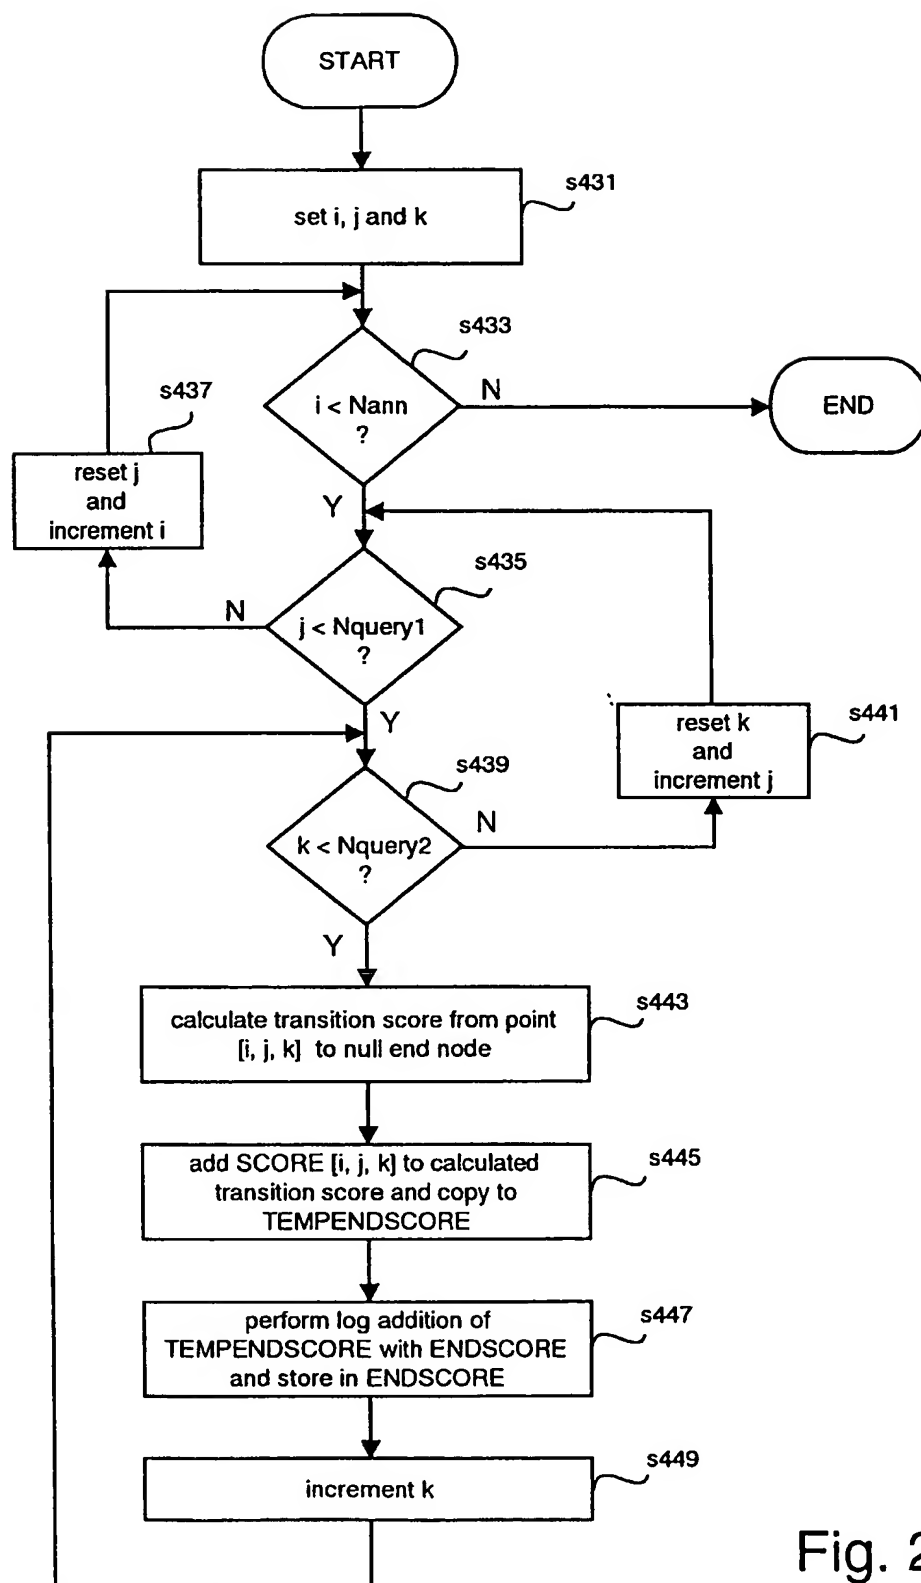 START
s431
set i, j and k
s433
i < Nann
?
N
END
s437
reset j
and
increment i
Y
s435
N
j < Nquery1
?
Y
s441
reset k
and
increment j
s439
N
k < Nquery2
?
Y
s443
calculate transition score from point
[i, j, k] to null end node
s445
add SCORE [i, j, k] to calculated
transition score and copy to
TEMPENDSCORE
s447
perform log addition of
TEMPENDSCORE with ENDSCORE
and store in ENDSCORE
s449
increment k
Fig. 2